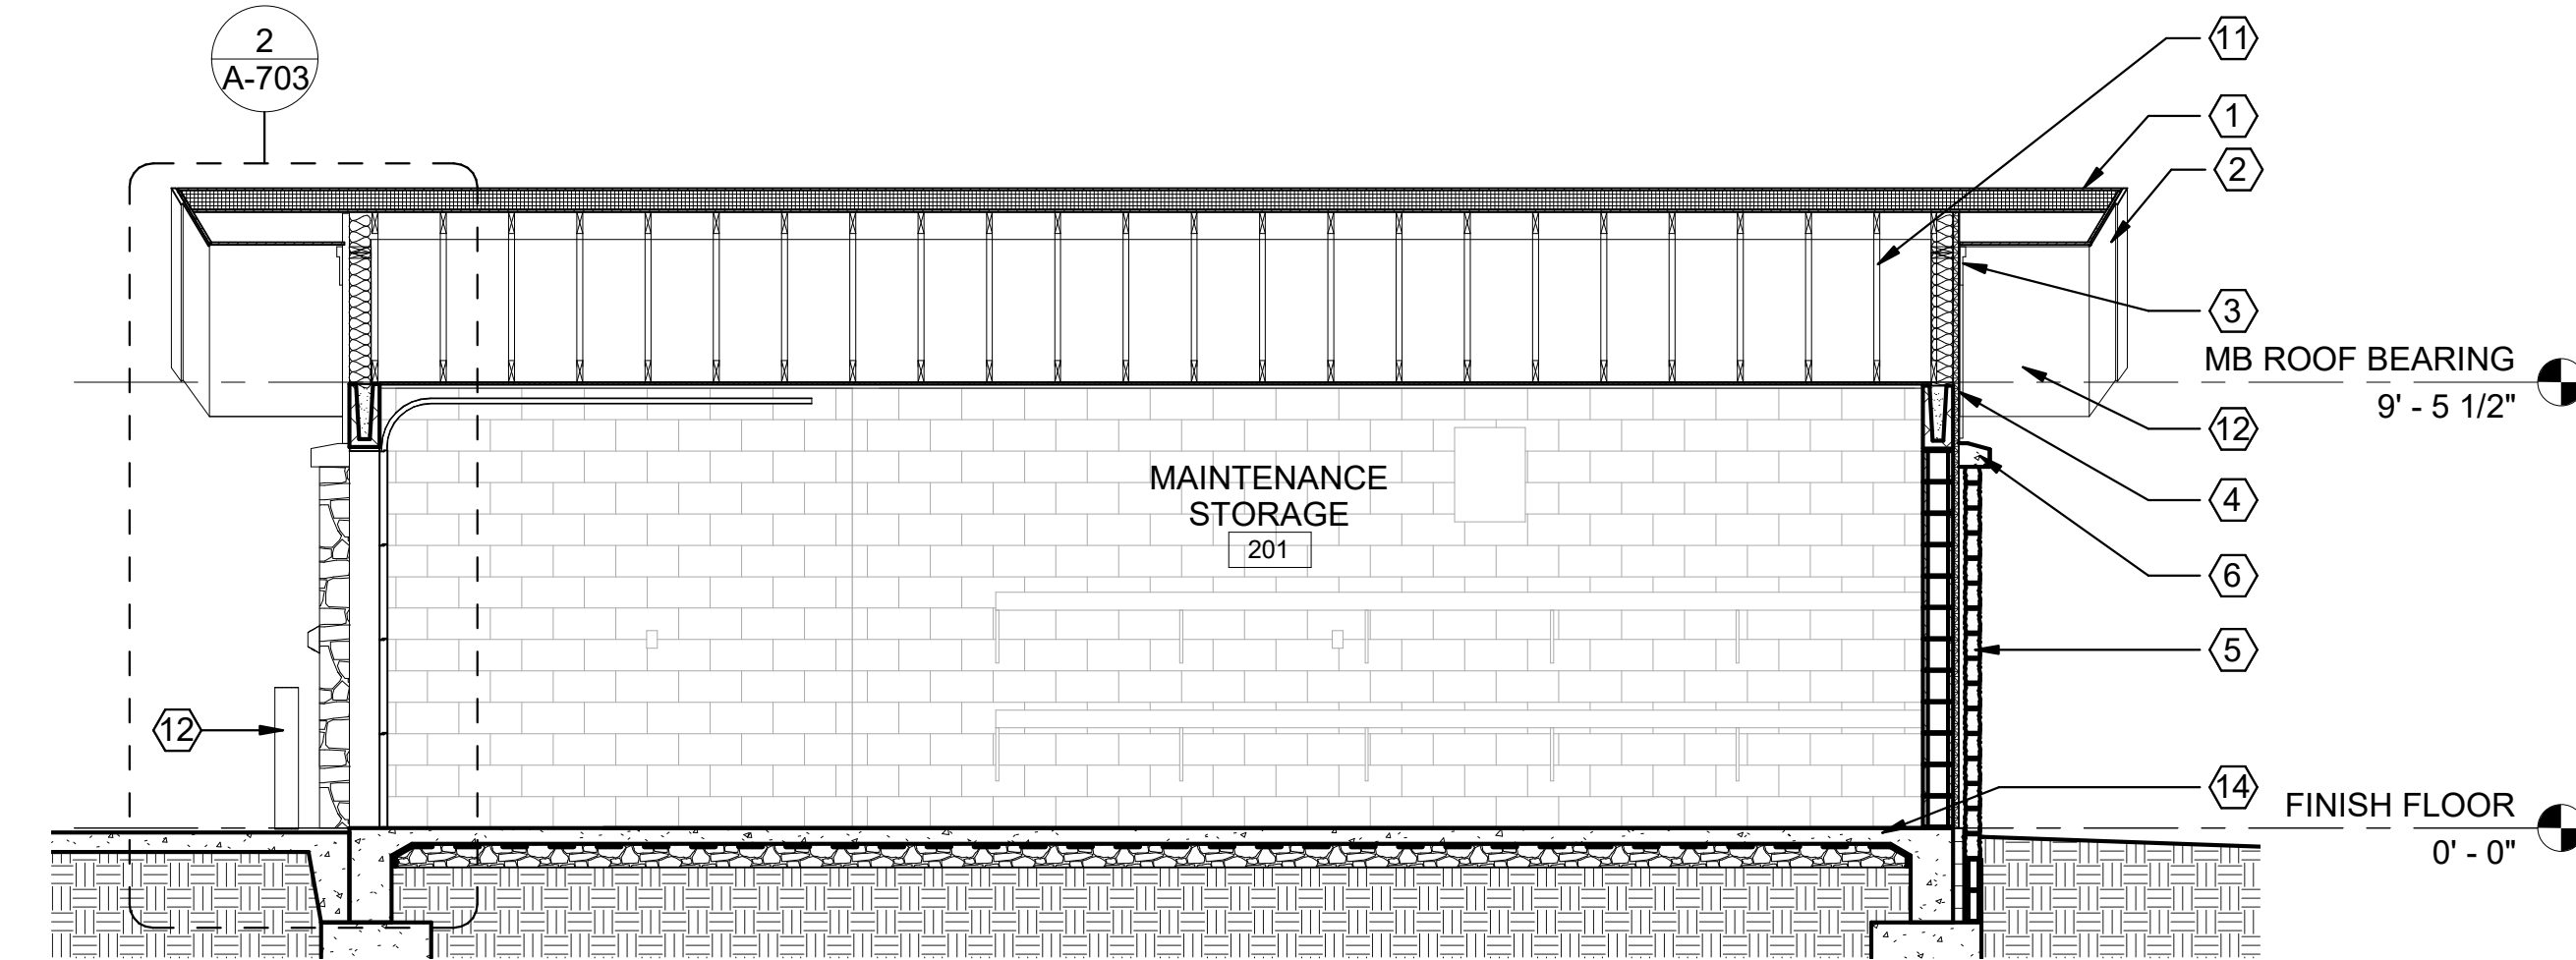 2
A-703
11
1
2
3
MB ROOF BEARING
9' - 5 1/2"
12
4
MAINTENANCE
STORAGE
201
6
5
12
14
FINISH FLOOR
0' - 0"